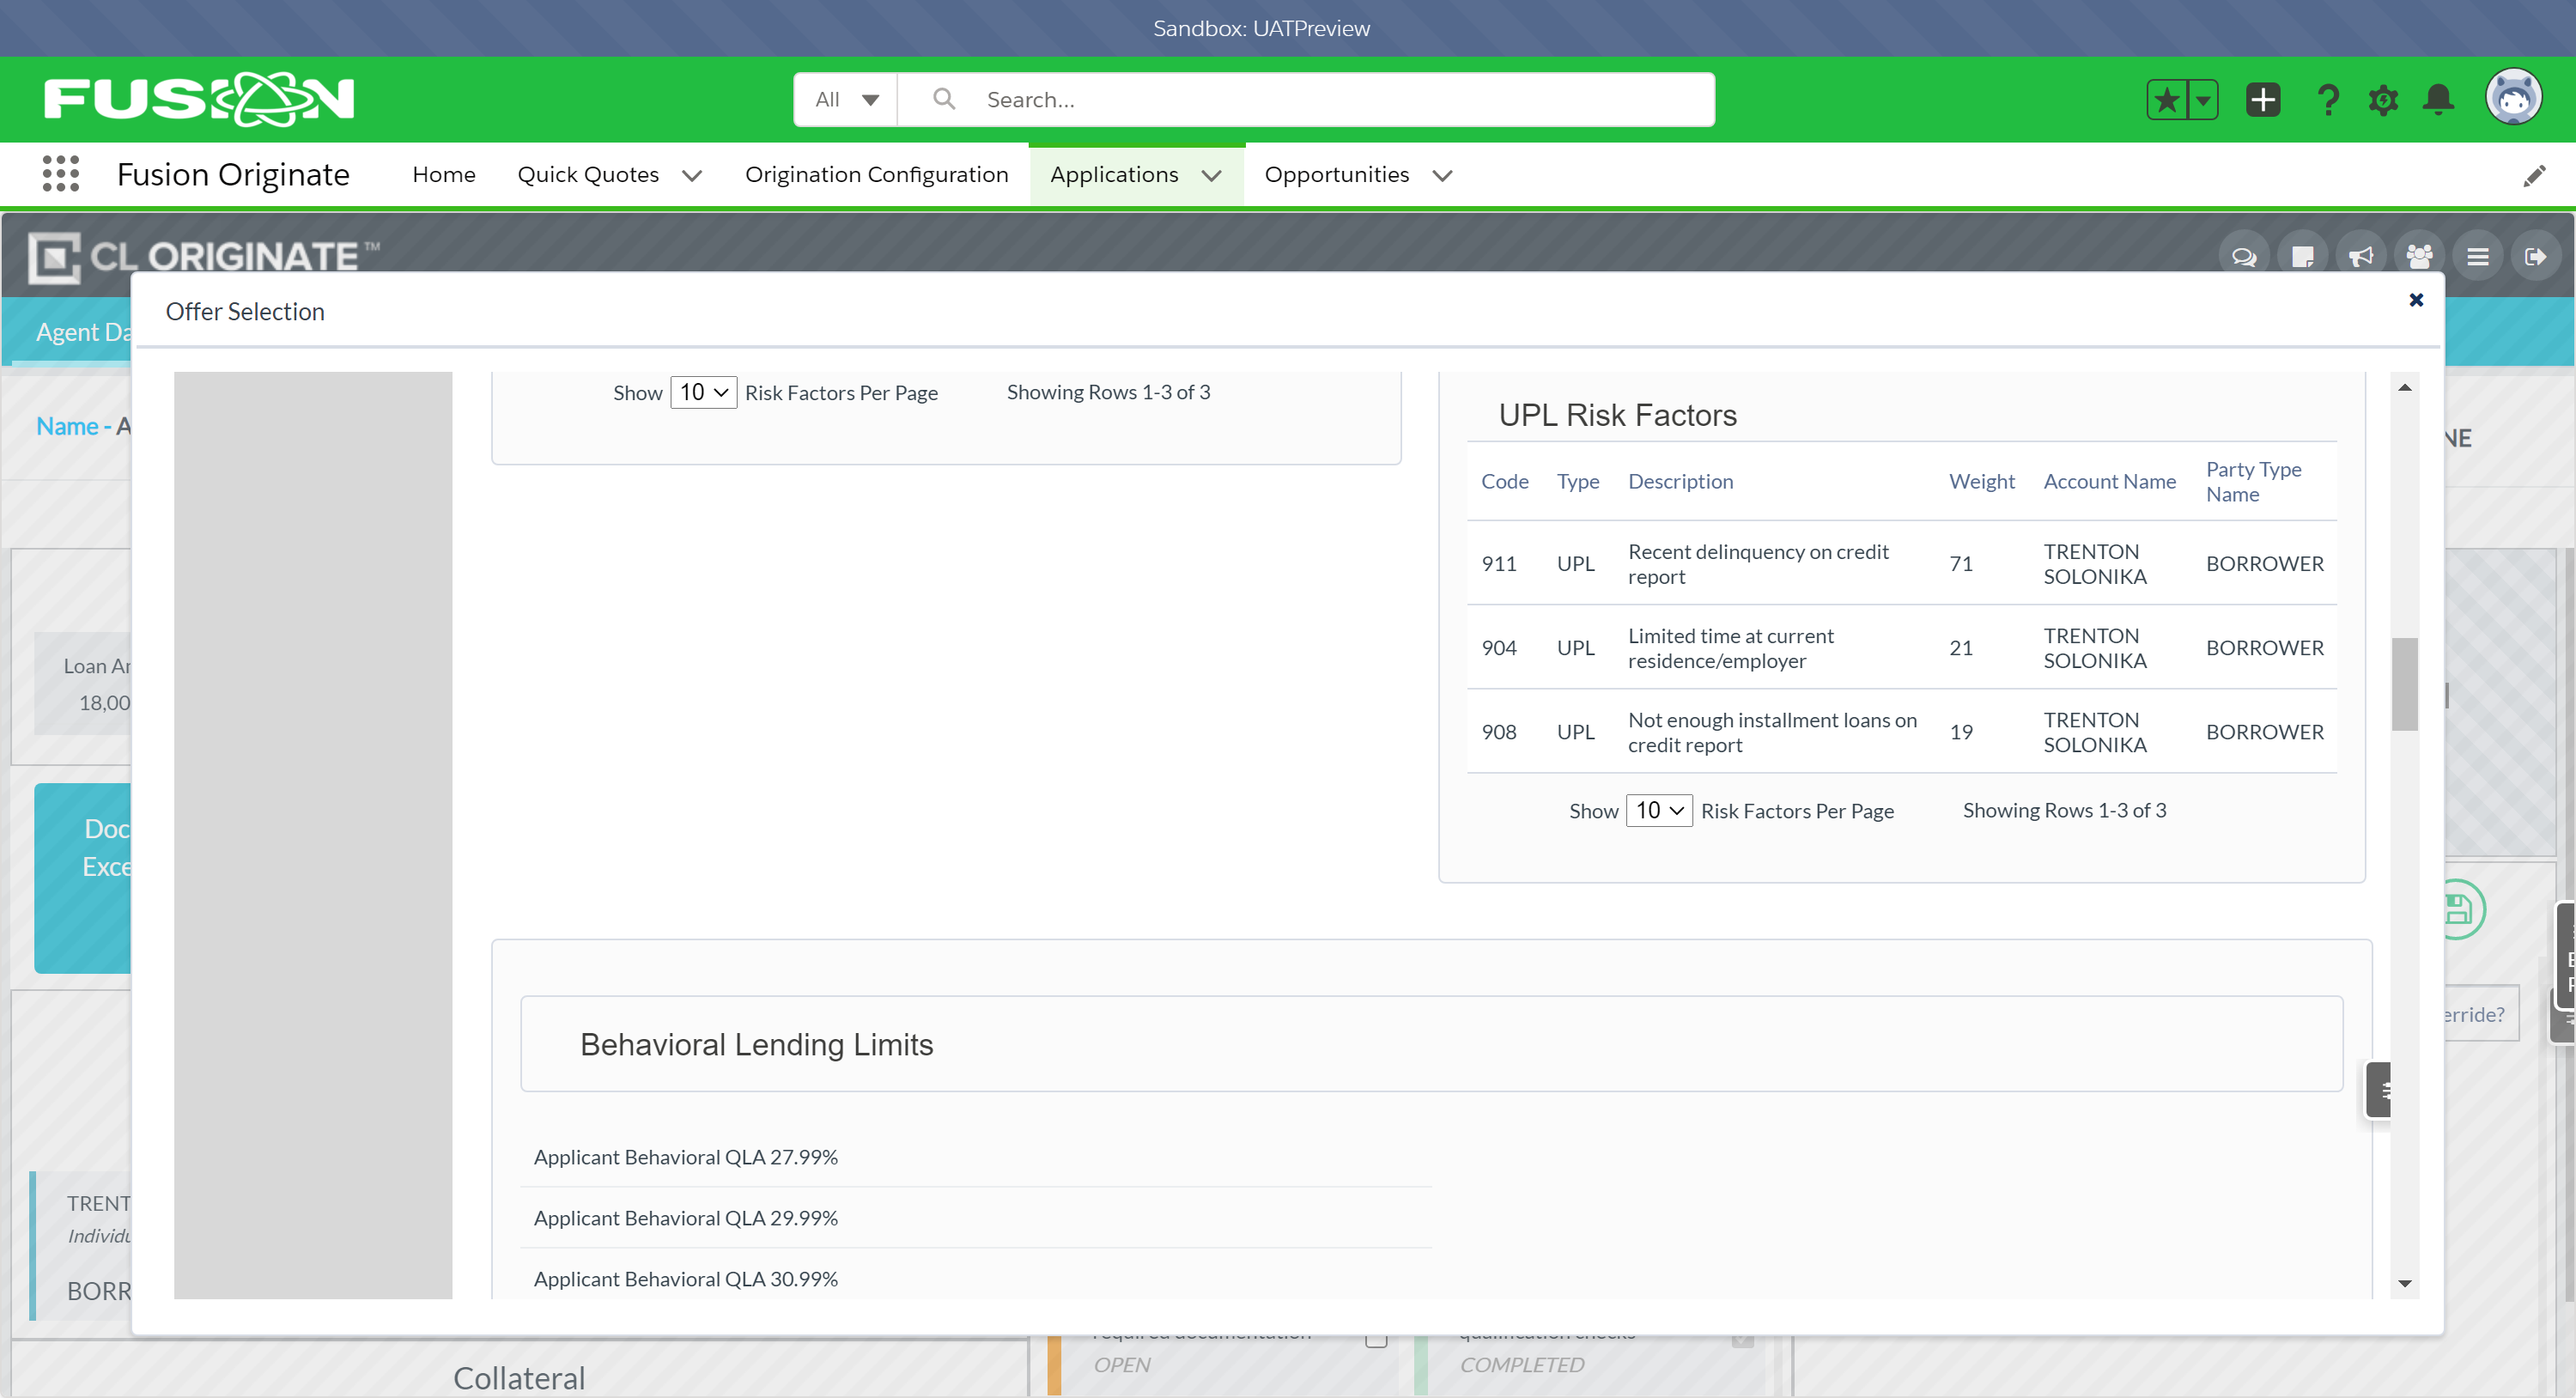 Sandbox: UATPreview
FUSION
All
Search...
Fusion Originate
Home
Quick Quotes
Origination Configuration
Applications
Opportunities
CL ORIGINATE™
Offer Selection
Agent Da
Name - A
NE
Show 10 Risk Factors Per Page
Showing Rows 1-3 of 3
UPL Risk Factors
Code Type Description Weight Account Name Party Type Name
911 UPL Recent delinquency on credit report 71 TRENTON SOLONIKA BORROWER
904 UPL Limited time at current residence/employer 21 TRENTON SOLONIKA BORROWER
908 UPL Not enough installment loans on credit report 19 TRENTON SOLONIKA BORROWER
Show 10 Risk Factors Per Page
Showing Rows 1-3 of 3
Loan Ar
18,00
Doc
Exce
erride?
Behavioral Lending Limits
Applicant Behavioral QLA 27.99%
Applicant Behavioral QLA 29.99%
Applicant Behavioral QLA 30.99%
TRENT
Individu
BORR
Collateral
required documentation
OPEN
qualification checks
COMPLETED